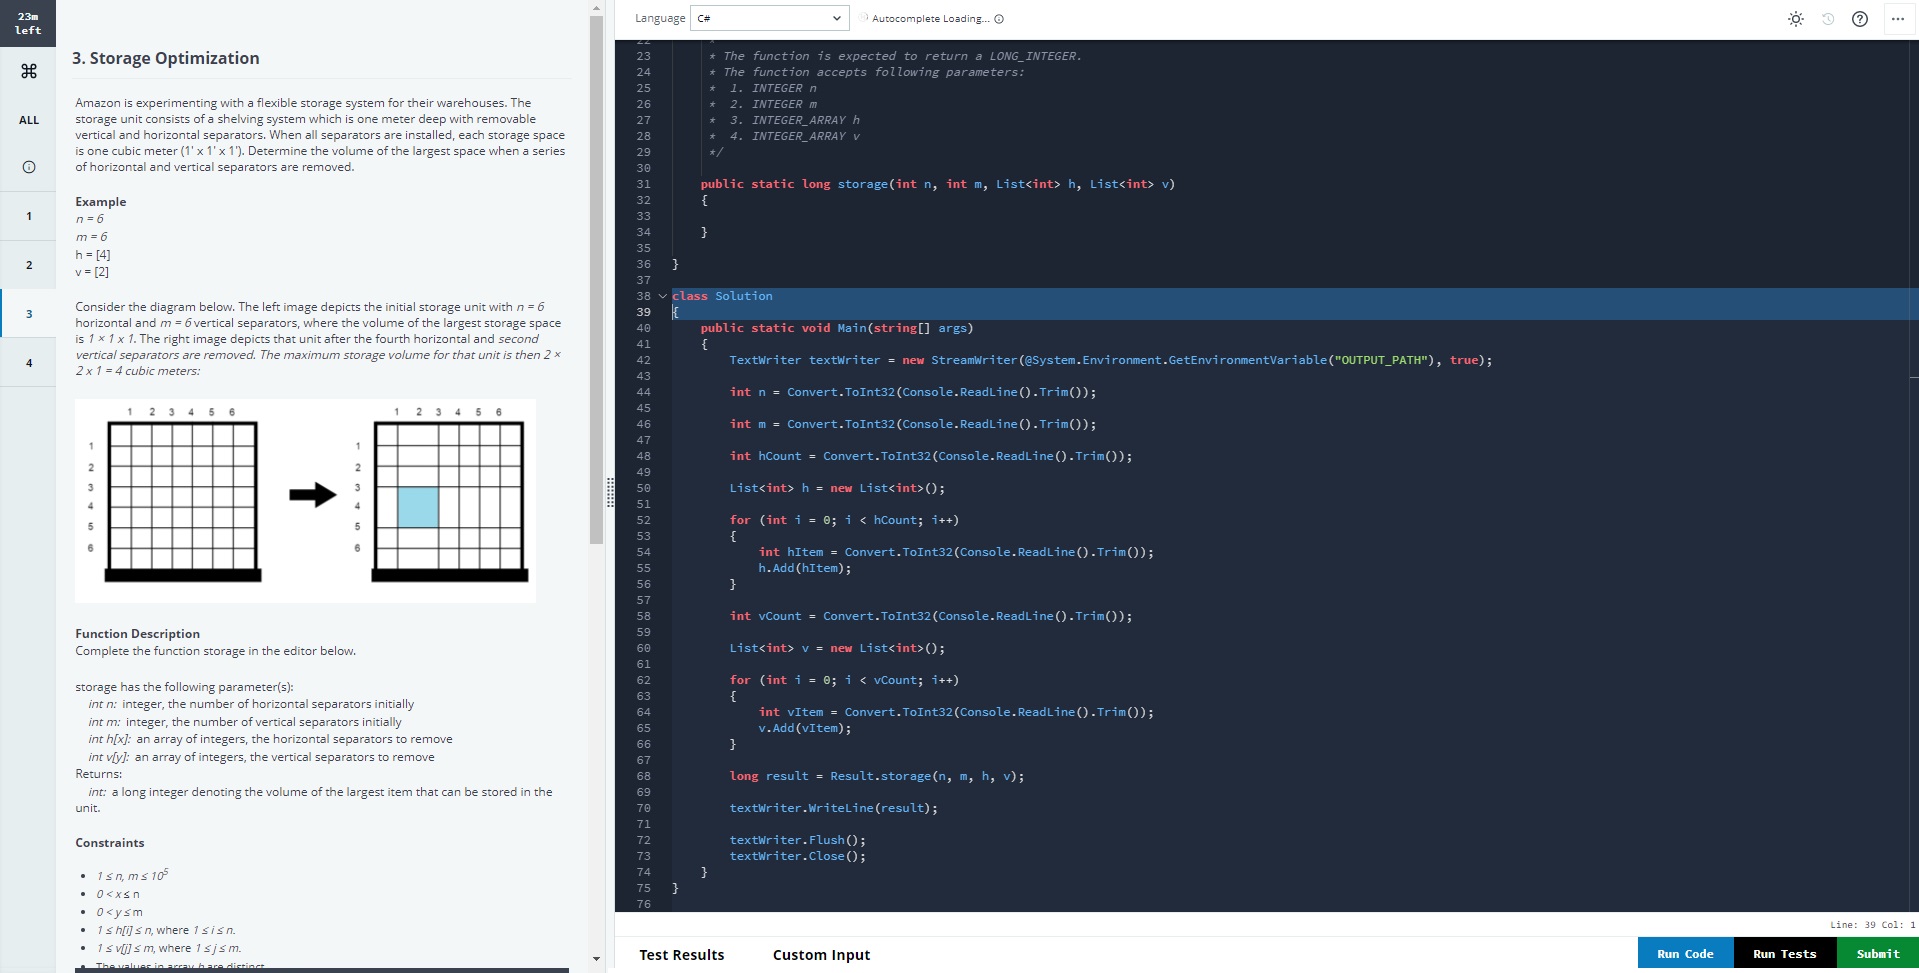 23m
left
ALL
1
2
3
4
3. Storage Optimization
Amazon is experimenting with a flexible storage system for their warehouses. The
storage unit consists of a shelving system which is one meter deep with removable
vertical and horizontal separators. When all separators are installed, each storage space
is one cubic meter (1' x 1' x 1'). Determine the volume of the largest space when a series
of horizontal and vertical separators are removed.
Example
n = 6
m = 6
h = [4]
v = [2]
Consider the diagram below. The left image depicts the initial storage unit with n = 6
horizontal and m = 6 vertical separators, where the volume of the largest storage space
is 1 × 1 x 1. The right image depicts that unit after the fourth horizontal and second
vertical separators are removed. The maximum storage volume for that unit is then 2 ×
2 x 1 = 4 cubic meters:
1 2 3 4 5 6
1
2
3
4
5
6
1 2 3 4 5 6
1
2
3
4
5
6
Function Description
Complete the function storage in the editor below.
storage has the following parameter(s):
int n: integer, the number of horizontal separators initially
int m: integer, the number of vertical separators initially
int h[x]: an array of integers, the horizontal separators to remove
int v[y]: an array of integers, the vertical separators to remove
Returns:
int: a long integer denoting the volume of the largest item that can be stored in the
unit.
Constraints
• 1 ≤ n, m ≤ 10⁵
• 0 < x ≤ n
• 0 < y ≤ m
• 1 ≤ h[i] ≤ n, where 1 ≤ i ≤ n.
• 1 ≤ v[j] ≤ m, where 1 ≤ j ≤ m.
• The values in array h are distinct
Language C# Autocomplete Loading...
22 *
23 * The function is expected to return a LONG_INTEGER.
24 * The function accepts following parameters:
25 * 1. INTEGER n
26 * 2. INTEGER m
27 * 3. INTEGER_ARRAY h
28 * 4. INTEGER_ARRAY v
29 */
30
31 public static long storage(int n, int m, List<int> h, List<int> v)
32 {
33
34 }
35
36 }
37
38 class Solution
39 {
40 public static void Main(string[] args)
41 {
42 TextWriter textWriter = new StreamWriter(@System.Environment.GetEnvironmentVariable("OUTPUT_PATH"), true);
43
44 int n = Convert.ToInt32(Console.ReadLine().Trim());
45
46 int m = Convert.ToInt32(Console.ReadLine().Trim());
47
48 int hCount = Convert.ToInt32(Console.ReadLine().Trim());
49
50 List<int> h = new List<int>();
51
52 for (int i = 0; i < hCount; i++)
53 {
54 int hItem = Convert.ToInt32(Console.ReadLine().Trim());
55 h.Add(hItem);
56 }
57
58 int vCount = Convert.ToInt32(Console.ReadLine().Trim());
59
60 List<int> v = new List<int>();
61
62 for (int i = 0; i < vCount; i++)
63 {
64 int vItem = Convert.ToInt32(Console.ReadLine().Trim());
65 v.Add(vItem);
66 }
67
68 long result = Result.storage(n, m, h, v);
69
70 textWriter.WriteLine(result);
71
72 textWriter.Flush();
73 textWriter.Close();
74 }
75 }
76
Line: 39 Col: 1
Test Results Custom Input Run Code Run Tests Submit